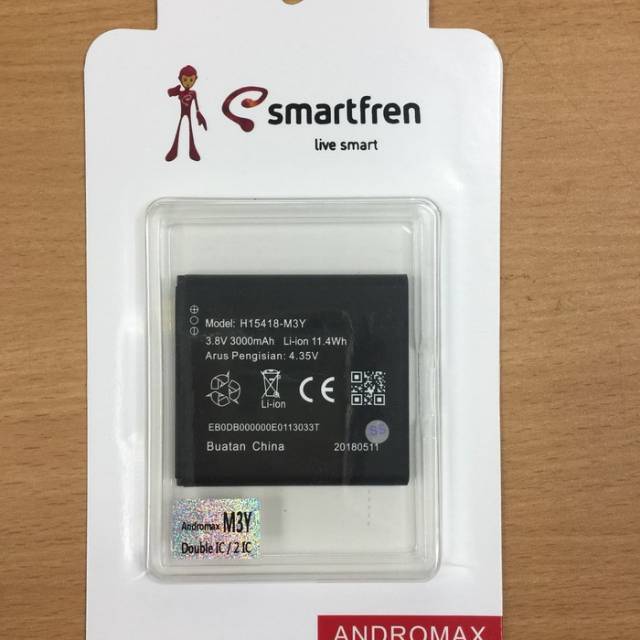 smartfren
live smart
Model: H15418-M3Y
3.8V 3000mAh Li-ion 11.4Wh
Arus Pengisian: 4.35V
Li-ion
CE
EB0DB000000E0113033T
SS
Buatan China 20180511
Andromax M3Y
Double IC / 2 IC
ANDROMAX